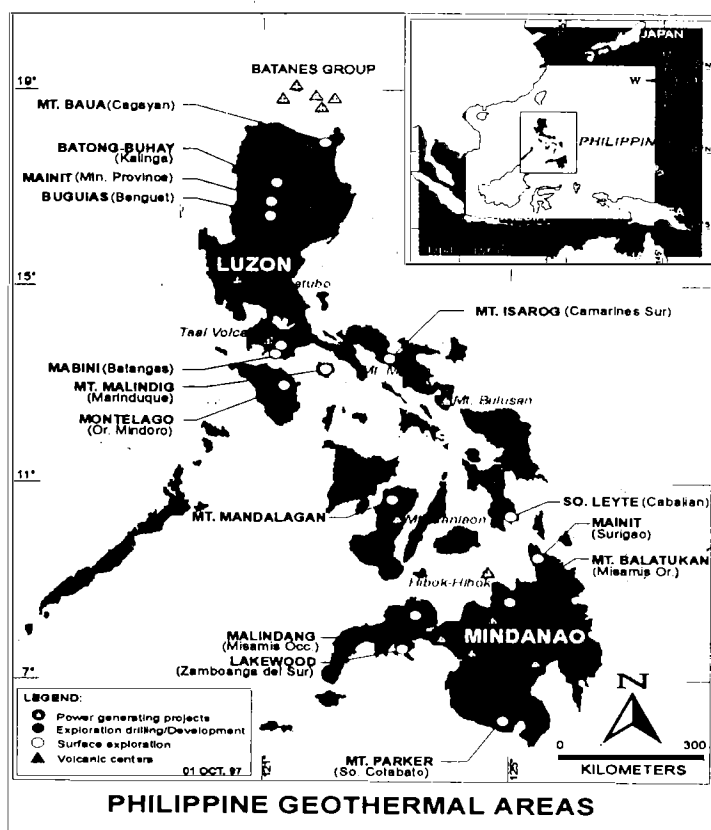 BATANES GROUP
19°
MT. BAUA (Cagayan)
BATONG-BUHAY
(Kalinga)
MAINIT (Mtn. Province)
BUGUIAS (Benguet)
JAPAN
W
PHILIPPIN
LUZON
15°
atubo
MT. ISAROG (Camarines Sur)
Taal Volca
MABINI (Batangas)
MT. MALINDIG
(Marinduque)
MONTELAGO
(Or. Mindoro)
Mt. Bulusan
11°
MT. MANDALAGAN
SO. LEYTE (Cabalian)
MAINIT
(Surigao)
MT. BALATUKAN
(Misamis Or.)
Hibok-Hibok
MALINDANG
(Misamis Occ.)
MINDANAO
LAKEWOOD
(Zamboanga del Sur)
7°
LEGEND:
Power generating projects
Exploration drilling/Development
Surface exploration
Volcanic centers
01 OCT. 97
121°
125°
MT. PARKER
(So. Cotabato)
N
0 300
KILOMETERS
PHILIPPINE GEOTHERMAL AREAS